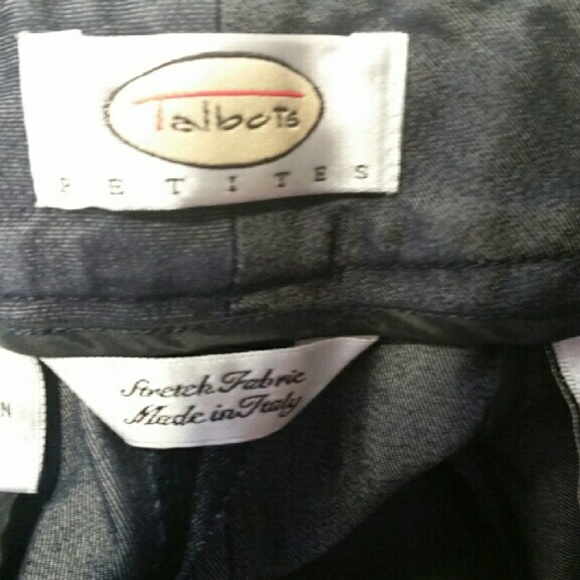 Talbots
PETITES
Stretch Fabric
Made in Italy
M